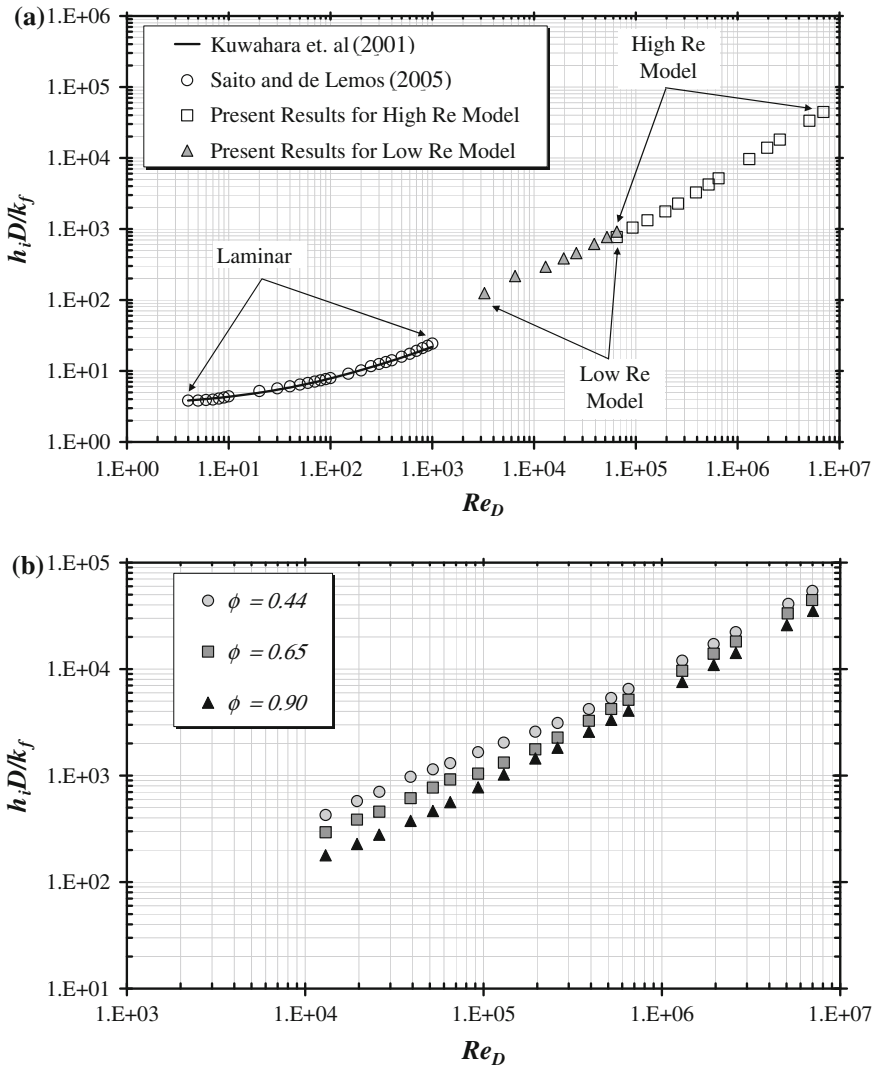 (a)
1.E+06
1.E+05
1.E+04
1.E+03
1.E+02
1.E+01
1.E+00
h_iD/k_f
Kuwahara et. al (2001)
Saito and de Lemos (2005)
Present Results for High Re Model
Present Results for Low Re Model
High Re
Model
Laminar
Low Re
Model
1.E+00 1.E+01 1.E+02 1.E+03 1.E+04 1.E+05 1.E+06 1.E+07
Re_D
(b)
1.E+05
1.E+04
1.E+03
1.E+02
1.E+01
h_iD/k_f
ϕ = 0.44
ϕ = 0.65
ϕ = 0.90
1.E+03 1.E+04 1.E+05 1.E+06 1.E+07
Re_D